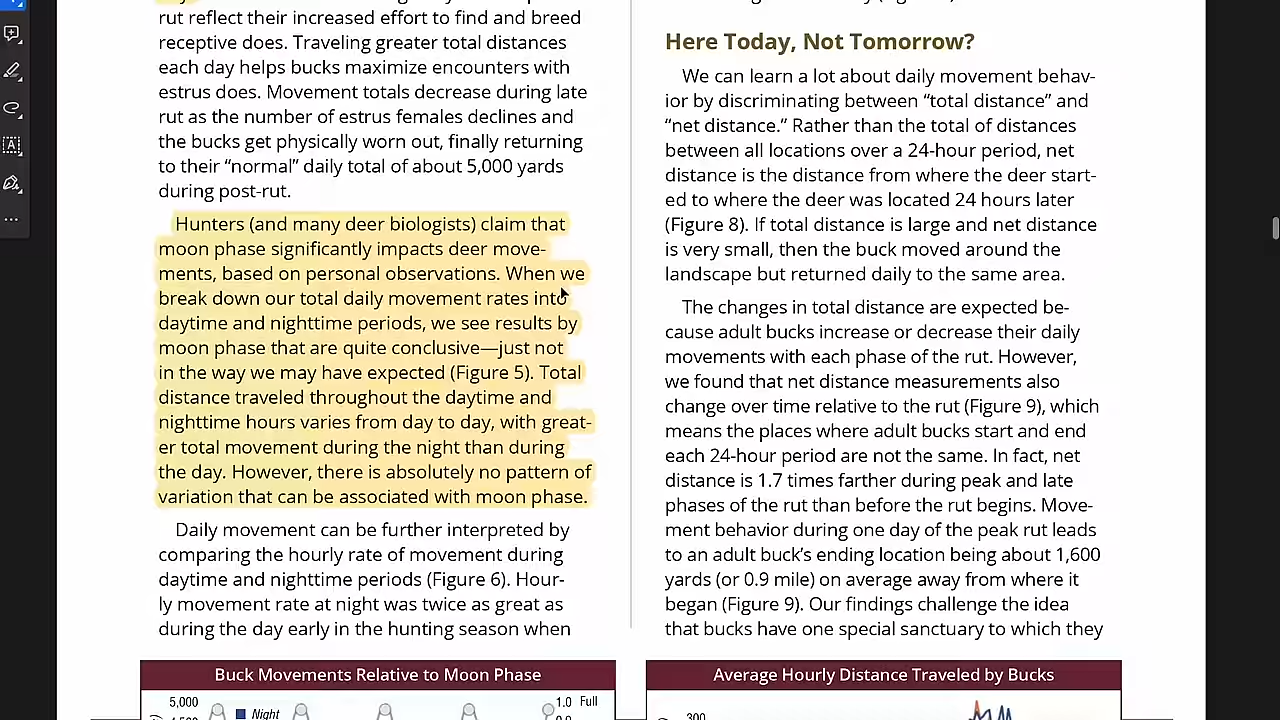 rut reflect their increased effort to find and breed
receptive does. Traveling greater total distances
each day helps bucks maximize encounters with
estrus does. Movement totals decrease during late
rut as the number of estrus females declines and
the bucks get physically worn out, finally returning
to their “normal” daily total of about 5,000 yards
during post-rut.
Hunters (and many deer biologists) claim that
moon phase significantly impacts deer move-
ments, based on personal observations. When we
break down our total daily movement rates into
daytime and nighttime periods, we see results by
moon phase that are quite conclusive—just not
in the way we may have expected (Figure 5). Total
distance traveled throughout the daytime and
nighttime hours varies from day to day, with great-
er total movement during the night than during
the day. However, there is absolutely no pattern of
variation that can be associated with moon phase.
Daily movement can be further interpreted by
comparing the hourly rate of movement during
daytime and nighttime periods (Figure 6). Hour-
ly movement rate at night was twice as great as
during the day early in the hunting season when
Here Today, Not Tomorrow?
We can learn a lot about daily movement behav-
ior by discriminating between “total distance” and
“net distance.” Rather than the total of distances
between all locations over a 24-hour period, net
distance is the distance from where the deer start-
ed to where the deer was located 24 hours later
(Figure 8). If total distance is large and net distance
is very small, then the buck moved around the
landscape but returned daily to the same area.
The changes in total distance are expected be-
cause adult bucks increase or decrease their daily
movements with each phase of the rut. However,
we found that net distance measurements also
change over time relative to the rut (Figure 9), which
means the places where adult bucks start and end
each 24-hour period are not the same. In fact, net
distance is 1.7 times farther during peak and late
phases of the rut than before the rut begins. Move-
ment behavior during one day of the peak rut leads
to an adult buck’s ending location being about 1,600
yards (or 0.9 mile) on average away from where it
began (Figure 9). Our findings challenge the idea
that bucks have one special sanctuary to which they
Buck Movements Relative to Moon Phase
5,000
Night
1.0 Full
Average Hourly Distance Traveled by Bucks
300